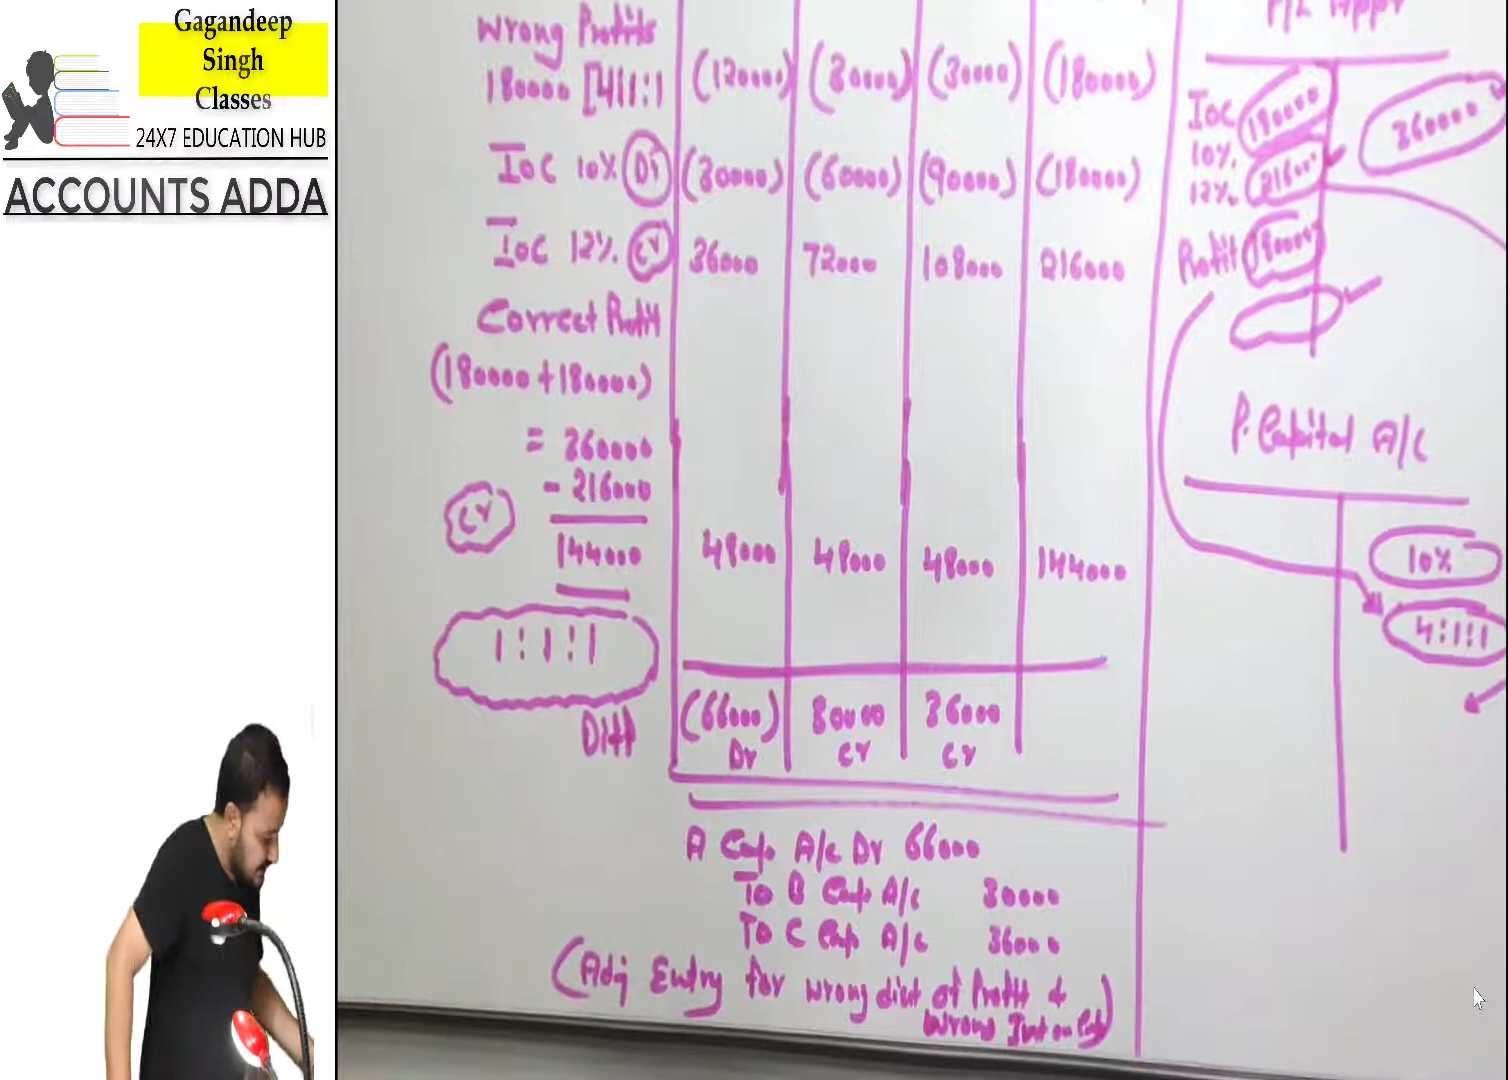 Gagandeep
Singh
Classes
24X7 EDUCATION HUB
ACCOUNTS ADDA
Wrong Profits
180000 [4:1:1 (120000) (30000) (30000) (180000)
IOC 10% Dr (30000) (60000) (90000) (180000)
IOC 12% Cr 36000 72000 108000 216000
Correct Profit
(180000 + 180000)
= 360000
- 216000
Cr 144000 48000 48000 48000 144000
1:1:1
Diff (66000) 30000 36000
Dr Cr Cr
A Cap A/c Dr 66000
To B Cap A/c 30000
To C Cap A/c 36000
(Adj Entry for wrong dist of Profit &
Wrong Int on Cap)
P/L App
IOC 180000 360000
10%
12% 216000
Profit 180000
P. Capital A/C
10%
4:1:1